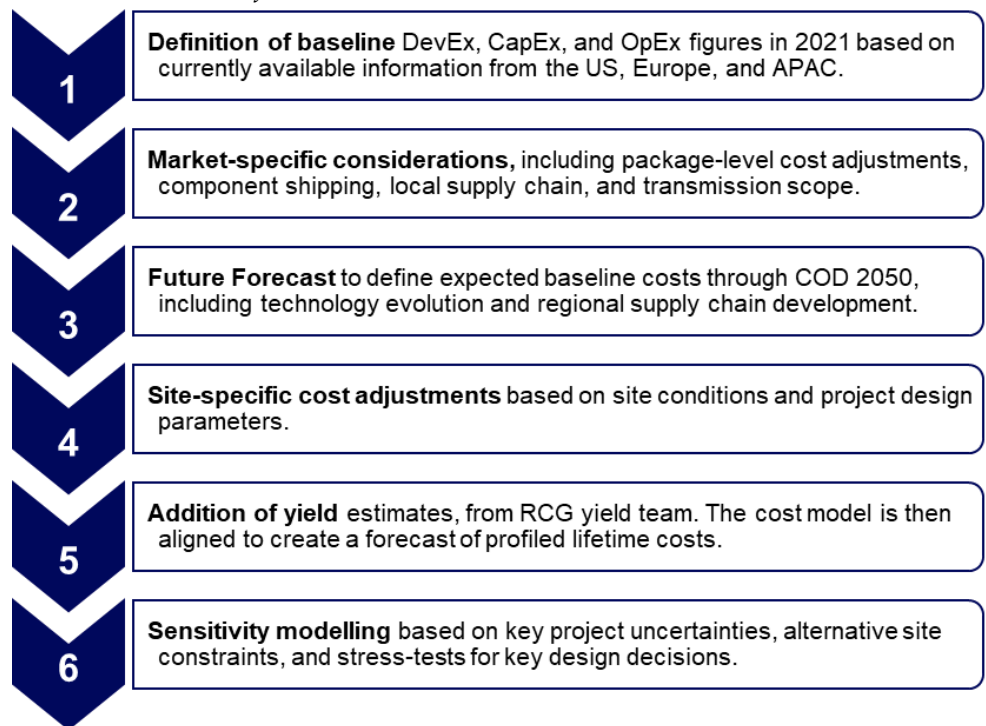 1
Definition of baseline DevEx, CapEx, and OpEx figures in 2021 based on
currently available information from the US, Europe, and APAC.
2
Market-specific considerations, including package-level cost adjustments,
component shipping, local supply chain, and transmission scope.
3
Future Forecast to define expected baseline costs through COD 2050,
including technology evolution and regional supply chain development.
4
Site-specific cost adjustments based on site conditions and project design
parameters.
5
Addition of yield estimates, from RCG yield team. The cost model is then
aligned to create a forecast of profiled lifetime costs.
6
Sensitivity modelling based on key project uncertainties, alternative site
constraints, and stress-tests for key design decisions.